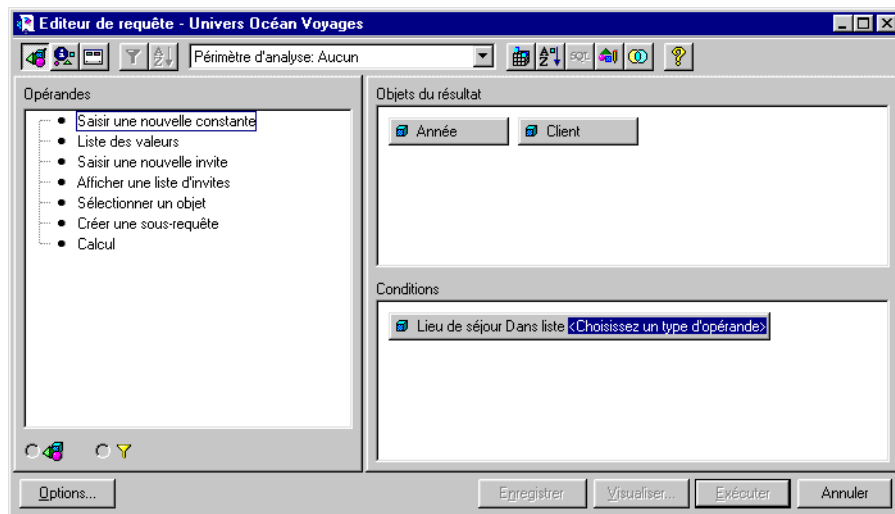 Editeur de requête - Univers Océan Voyages
Périmètre d'analyse: Aucun
SQL
Opérandes
Saisir une nouvelle constante
Liste des valeurs
Saisir une nouvelle invite
Afficher une liste d'invites
Sélectionner un objet
Créer une sous-requête
Calcul
Objets du résultat
Année Client
Conditions
Lieu de séjour Dans liste <Choisissez un type d'opérande>
Options... Enregistrer Visualiser... Exécuter Annuler